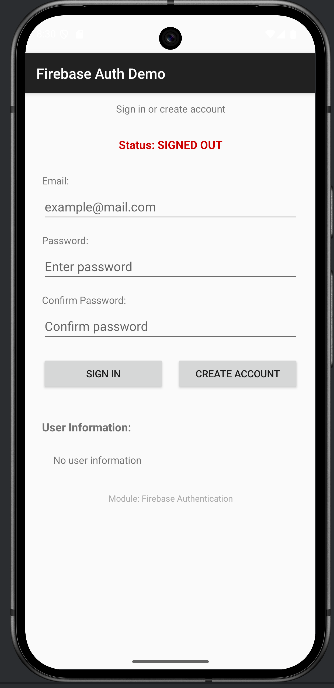 Firebase Auth Demo
Sign in or create account
Status: SIGNED OUT
Email:
example@mail.com
Password:
Enter password
Confirm Password:
Confirm password
SIGN IN
CREATE ACCOUNT
User Information:
No user information
Module: Firebase Authentication